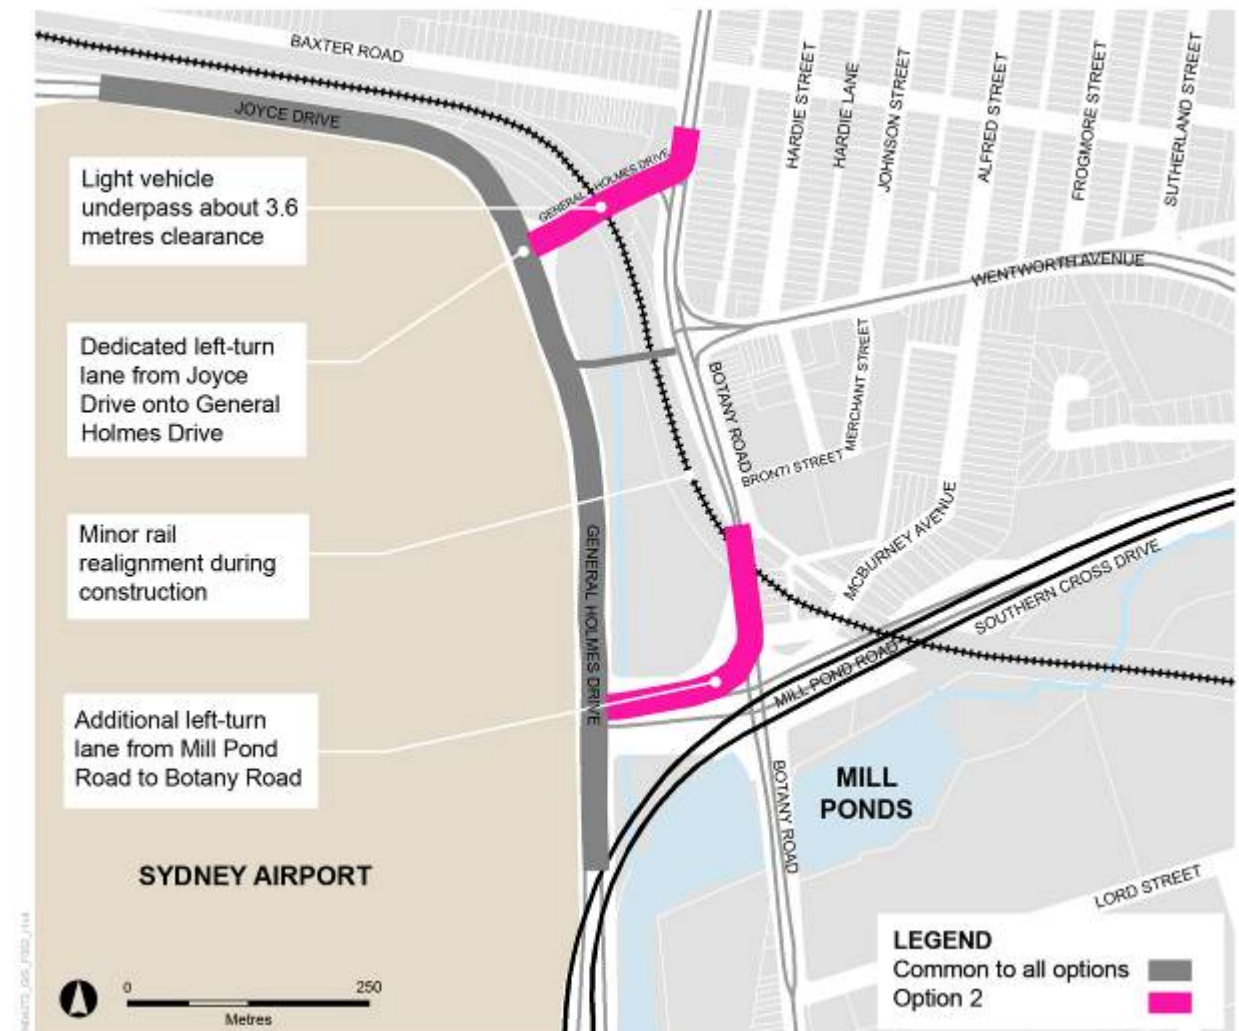 BAXTER ROAD
JOYCE DRIVE
HARDIE STREET
HARDIE LANE
JOHNSON STREET
ALFRED STREET
FROGMORE STREET
SUTHERLAND STREET
GENERAL HOLMES DRIVE
Light vehicle
underpass about 3.6
metres clearance
WENTWORTH AVENUE
Dedicated left-turn
lane from Joyce
Drive onto General
Holmes Drive
MERCHANT STREET
BOTANY ROAD
BRONTI STREET
Minor rail
realignment during
construction
GENERAL HOLMES DRIVE
MCBURNEY AVENUE
SOUTHERN CROSS DRIVE
MILL POND ROAD
Additional left-turn
lane from Mill Pond
Road to Botany Road
BOTANY ROAD
MILL
PONDS
SYDNEY AIRPORT
LORD STREET
LEGEND
Common to all options
Option 2
0
250
Metres